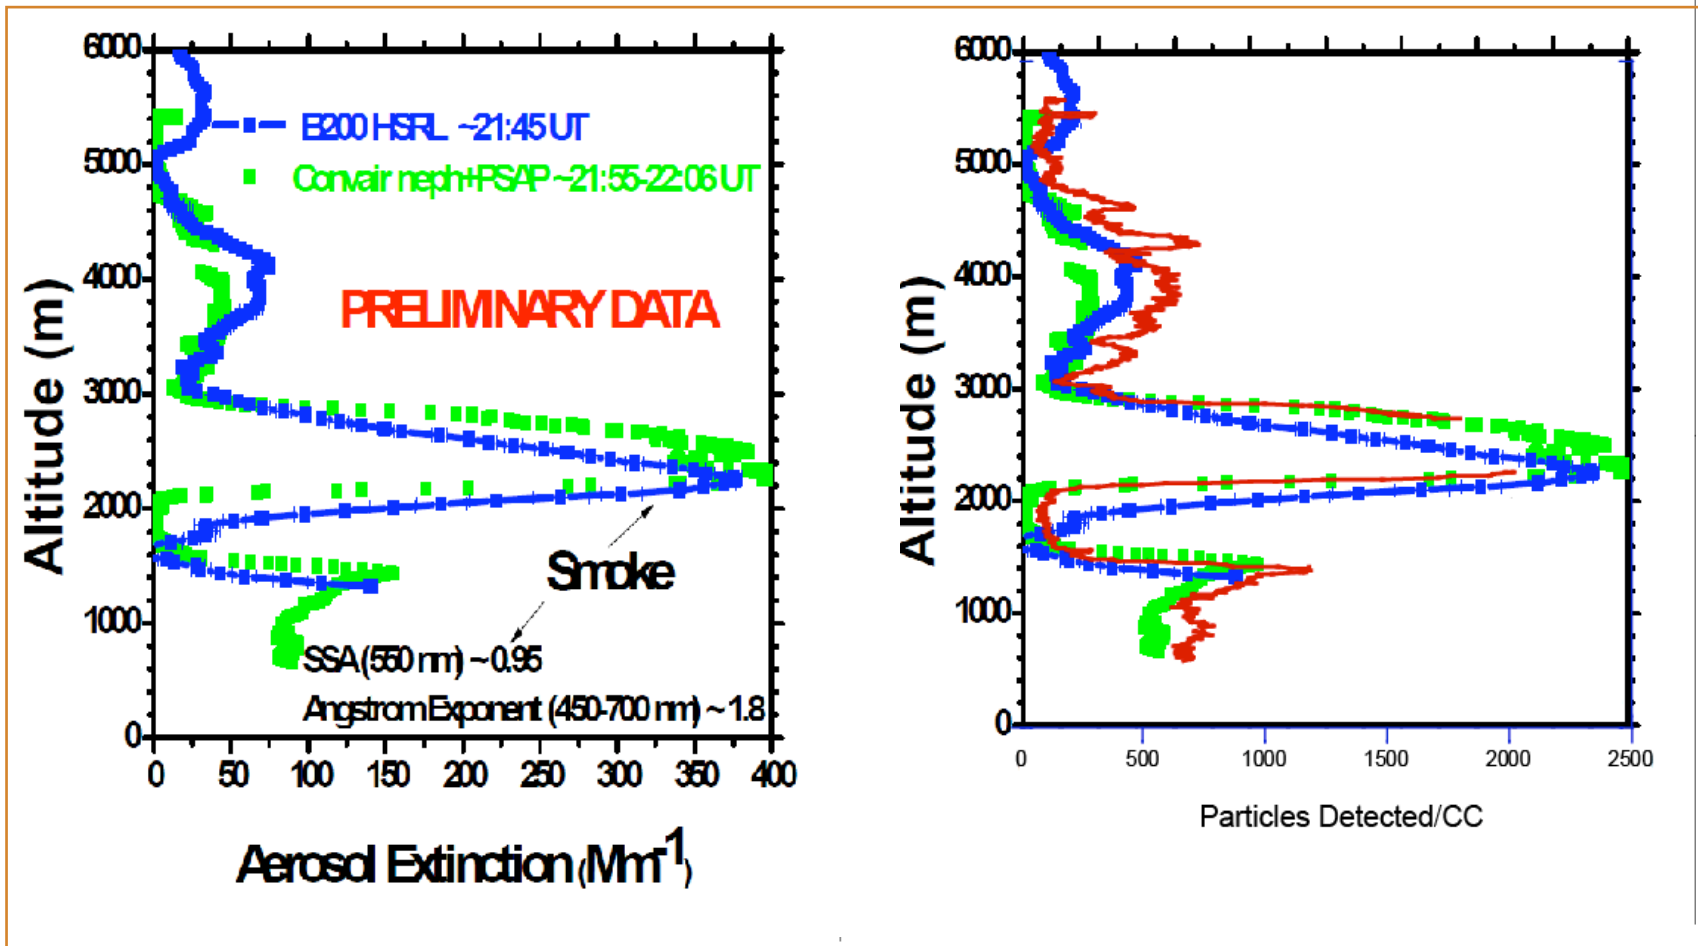 6000
5000
4000
3000
2000
1000
0
Altitude (m)
B200 HSRL ~21:45 UT
Convair neph+PSAP ~21:55-22:06 UT
PRELIMINARY DATA
Smoke
SSA (550 nm) ~ 0.95
Angstrom Exponent (450-700 nm) ~ 1.8
0 50 100 150 200 250 300 350 400
Aerosol Extinction (Mm-1)
6000
5000
4000
3000
2000
1000
0
Altitude (m)
0 500 1000 1500 2000 2500
Particles Detected/CC